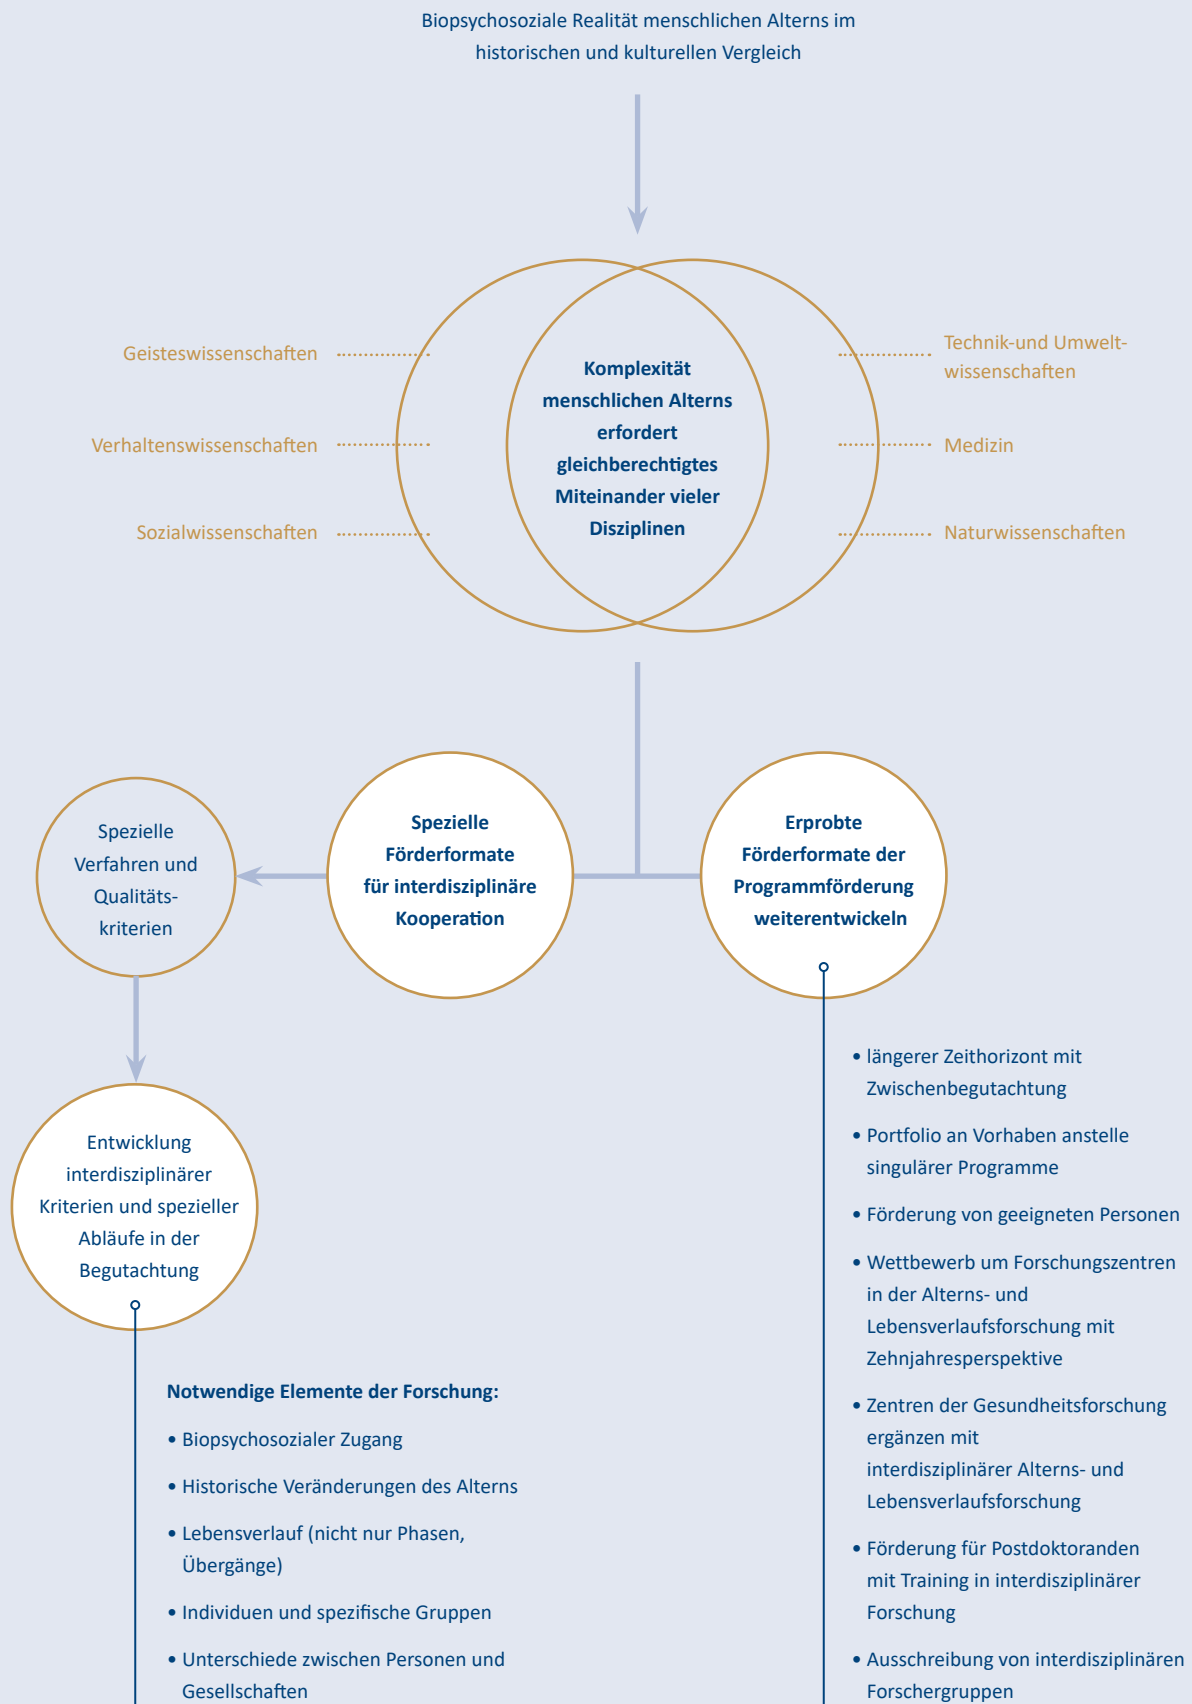 Biopsychosoziale Realität menschlichen Alterns im
historischen und kulturellen Vergleich
Geisteswissenschaften
Verhaltenswissenschaften
Sozialwissenschaften
Komplexität
menschlichen Alterns
erfordert
gleichberechtigtes
Miteinander vieler
Disziplinen
Technik-und Umwelt-
wissenschaften
Medizin
Naturwissenschaften
Spezielle
Verfahren und
Qualitäts-
kriterien
Spezielle
Förderformate
für interdisziplinäre
Kooperation
Erprobte
Förderformate der
Programmförderung
weiterentwickeln
Entwicklung
interdisziplinärer
Kriterien und spezieller
Abläufe in der
Begutachtung
Notwendige Elemente der Forschung:
• Biopsychosozialer Zugang
• Historische Veränderungen des Alterns
• Lebensverlauf (nicht nur Phasen,
Übergänge)
• Individuen und spezifische Gruppen
• Unterschiede zwischen Personen und
Gesellschaften
• längerer Zeithorizont mit
Zwischenbegutachtung
• Portfolio an Vorhaben anstelle
singulärer Programme
• Förderung von geeigneten Personen
• Wettbewerb um Forschungszentren
in der Alterns- und
Lebensverlaufsforschung mit
Zehnjahresperspektive
• Zentren der Gesundheitsforschung
ergänzen mit
interdisziplinärer Alterns- und
Lebensverlaufsforschung
• Förderung für Postdoktoranden
mit Training in interdisziplinärer
Forschung
• Ausschreibung von interdisziplinären
Forschergruppen